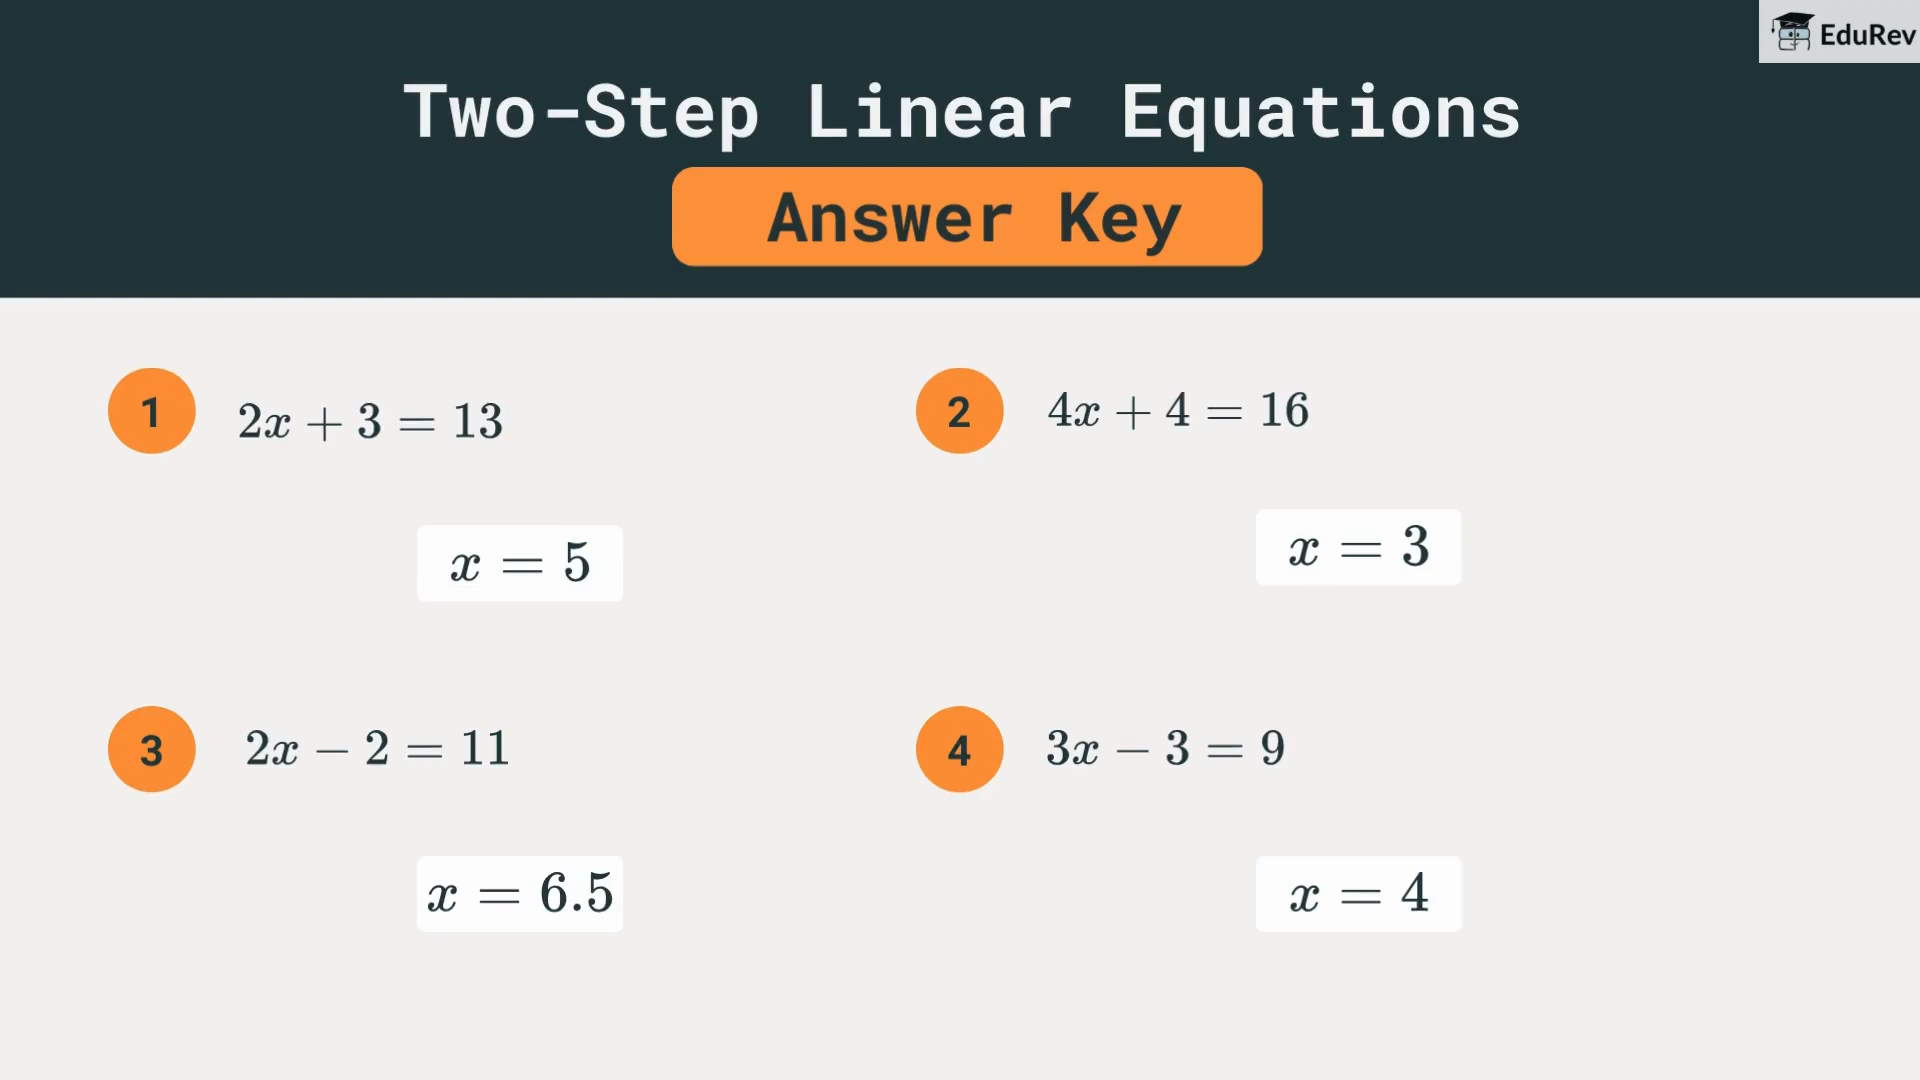 EduRev
Two-Step Linear Equations
Answer Key
1
2x + 3 = 13
x = 5
2
4x + 4 = 16
x = 3
3
2x − 2 = 11
x = 6.5
4
3x − 3 = 9
x = 4